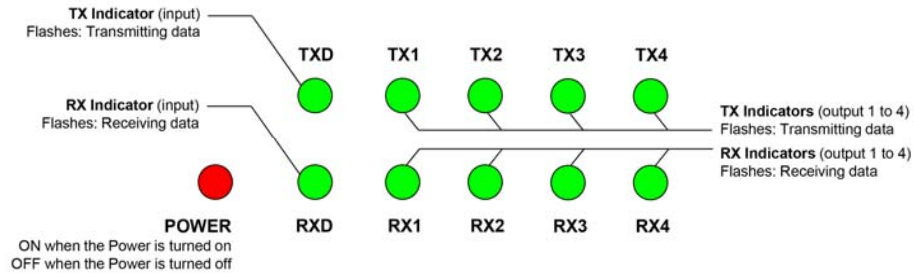 TX Indicator (input)
Flashes: Transmitting data
TXD TX1 TX2 TX3 TX4
RX Indicator (input)
Flashes: Receiving data
TX Indicators (output 1 to 4)
Flashes: Transmitting data
RX Indicators (output 1 to 4)
Flashes: Receiving data
POWER RXD RX1 RX2 RX3 RX4
ON when the Power is turned on
OFF when the Power is turned off